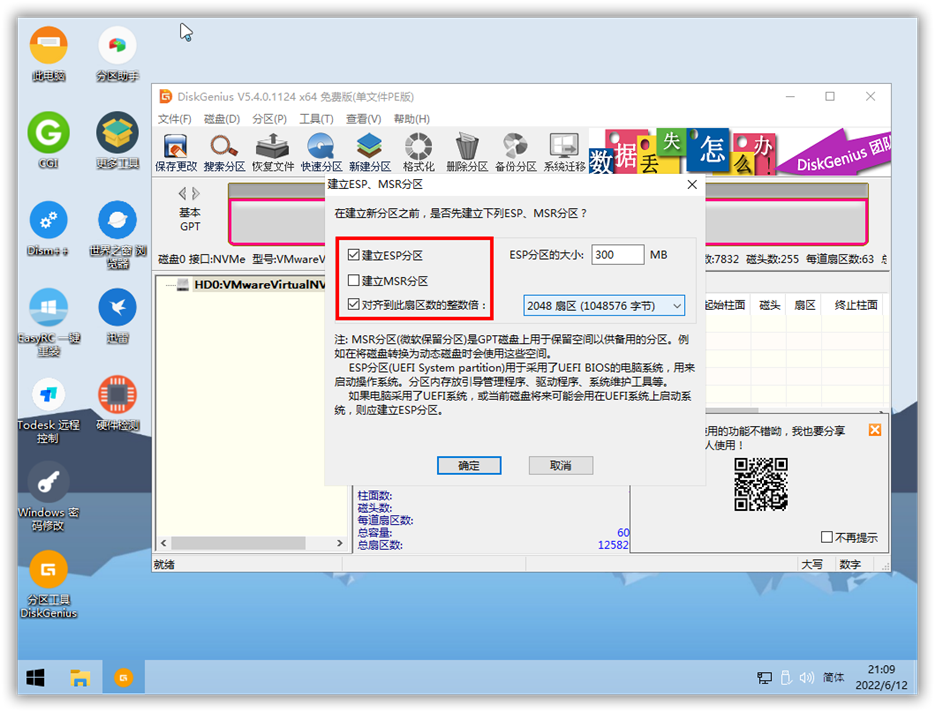 此电脑
分区助手
CGI
更多工具
Dism++
世界之窗 浏
览器
EasyRC 一键
重装
迅雷
Todesk 远程
控制
硬件检测
Windows 密
码修改
分区工具
DiskGenius
DiskGenius V5.4.0.1124 x64 免费版(单文件PE版)
文件(F) 磁盘(D) 分区(P) 工具(T) 查看(V) 帮助(H)
保存更改 搜索分区 恢复文件 快速分区 新建分区 格式化 删除分区 备份分区 系统迁移
数据丢失怎么办!
DiskGenius 团队
基本
GPT
磁盘0 接口:NVMe 型号:VMwareV
数:7832 磁头数:255 每道扇区数:63
HD0:VMwareVirtualNV
起始柱面 磁头 扇区 终止柱面
建立ESP、MSR分区
在建立新分区之前，是否先建立下列ESP、MSR分区？
建立ESP分区
ESP分区的大小: 300 MB
建立MSR分区
对齐到此扇区数的整数倍：
2048 扇区 (1048576 字节)
注: MSR分区(微软保留分区)是GPT磁盘上用于保留空间以供备用的分区。例
如在将磁盘转换为动态磁盘时会使用这些空间。
ESP分区(UEFI System partition)用于采用了UEFI BIOS的电脑系统，用来
启动操作系统。分区内存放引导管理程序、驱动程序、系统维护工具等。
如果电脑采用了UEFI系统，或当前磁盘将来可能会用在UEFI系统上启动系
统，则应建立ESP分区。
确定
取消
用的功能不错呦，我也要分享
人使用！
不再提示
柱面数:
磁头数:
每道扇区数:
总容量: 60
总扇区数: 12582
就绪
大写 数字
简体
21:09
2022/6/12